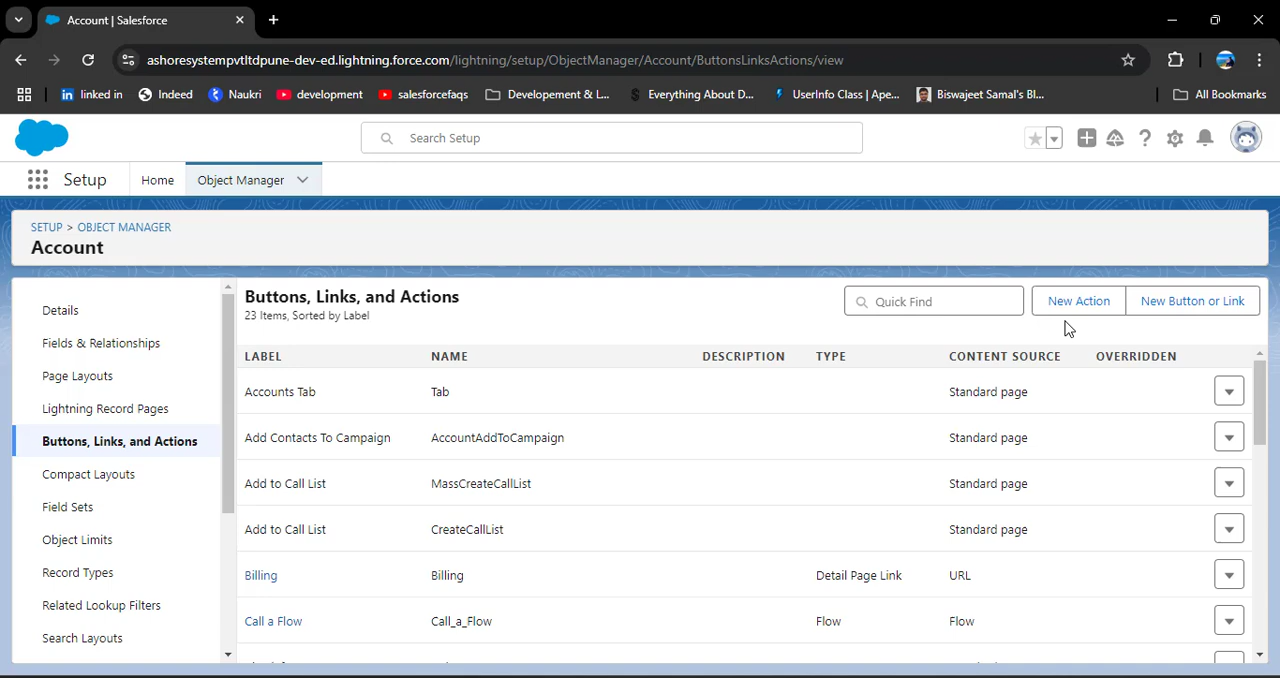 Account | Salesforce
ashoresystempvtltdpune-dev-ed.lightning.force.com/lightning/setup/ObjectManager/Account/ButtonsLinksActions/view
linked in Indeed Naukri development salesforcefaqs Developement & L... Everything About D... UserInfo Class | Ape... Biswajeet Samal's Bl... All Bookmarks
Search Setup
Setup Home Object Manager
SETUP > OBJECT MANAGER
Account
Details
Fields & Relationships
Page Layouts
Lightning Record Pages
Buttons, Links, and Actions
Compact Layouts
Field Sets
Object Limits
Record Types
Related Lookup Filters
Search Layouts
Buttons, Links, and Actions
23 Items, Sorted by Label
Quick Find New Action New Button or Link
LABEL NAME DESCRIPTION TYPE CONTENT SOURCE OVERRIDDEN
Accounts Tab Tab Standard page
Add Contacts To Campaign AccountAddToCampaign Standard page
Add to Call List MassCreateCallList Standard page
Add to Call List CreateCallList Standard page
Billing Billing Detail Page Link URL
Call a Flow Call_a_Flow Flow Flow